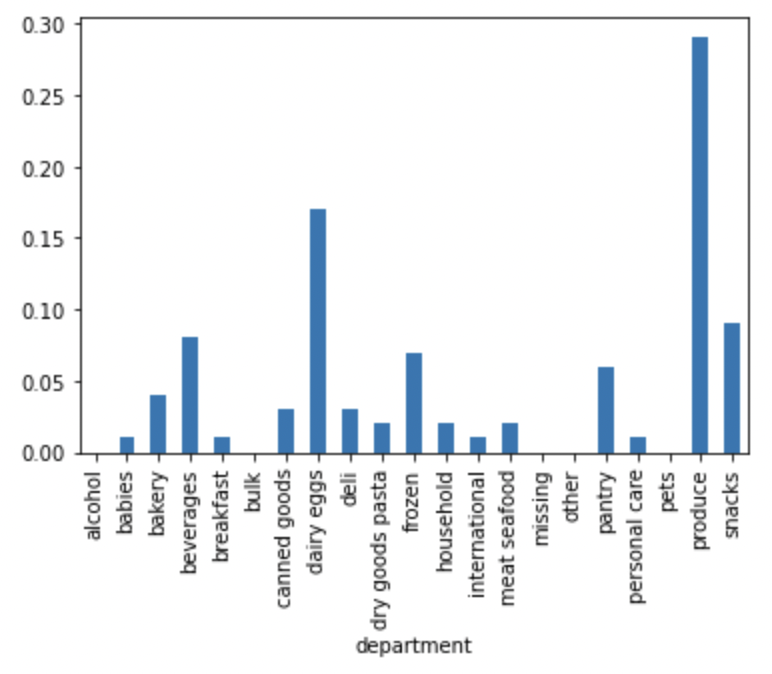 0.30
0.25
0.20
0.15
0.10
0.05
0.00
alcohol
babies
bakery
beverages
breakfast
bulk
canned goods
dairy eggs
deli
dry goods pasta
frozen
household
international
meat seafood
missing
other
pantry
personal care
pets
produce
snacks
department